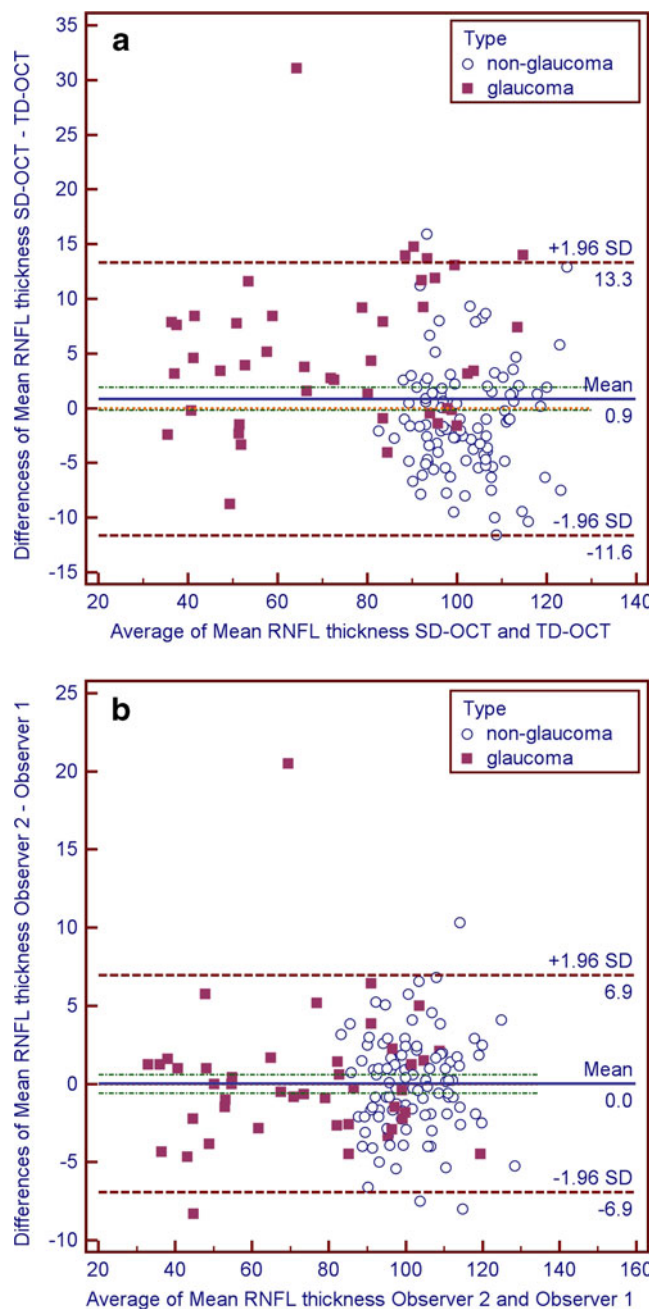 a
Type
non-glaucoma
glaucoma
Differences of Mean RNFL thickness SD-OCT - TD-OCT
35
30
25
20
15
10
5
0
-5
-10
-15
+1.96 SD
13.3
Mean
0.9
-1.96 SD
-11.6
20
40
60
80
100
120
140
Average of Mean RNFL thickness SD-OCT and TD-OCT
b
Type
non-glaucoma
glaucoma
Differences of Mean RNFL thickness Observer 2 - Observer 1
25
20
15
10
5
0
-5
-10
+1.96 SD
6.9
Mean
0.0
-1.96 SD
-6.9
20
40
60
80
100
120
140
160
Average of Mean RNFL thickness Observer 2 and Observer 1